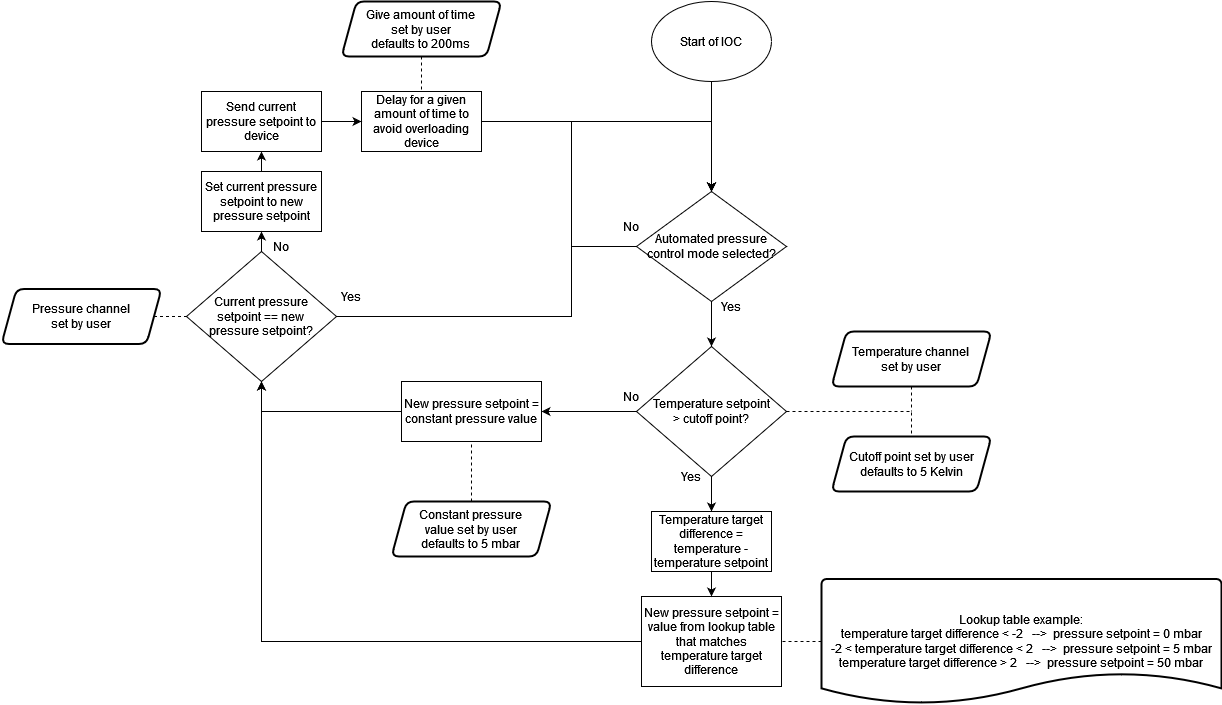 Give amount of time
set by user
defaults to 200ms
Start of IOC
Send current
pressure setpoint to
device
Delay for a given
amount of time to
avoid overloading
device
Set current pressure
setpoint to new
pressure setpoint
No
No
Automated pressure
control mode selected?
Yes
Pressure channel
set by user
Current pressure
setpoint == new
pressure setpoint?
Yes
Temperature channel
set by user
New pressure setpoint =
constant pressure value
No
Temperature setpoint
> cutoff point?
Yes
Cutoff point set by user
defaults to 5 Kelvin
Constant pressure
value set by user
defaults to 5 mbar
Temperature target
difference =
temperature -
temperature setpoint
New pressure setpoint =
value from lookup table
that matches
temperature target
difference
Lookup table example:
temperature target difference < -2 --> pressure setpoint = 0 mbar
-2 < temperature target difference < 2 --> pressure setpoint = 5 mbar
temperature target difference > 2 --> pressure setpoint = 50 mbar